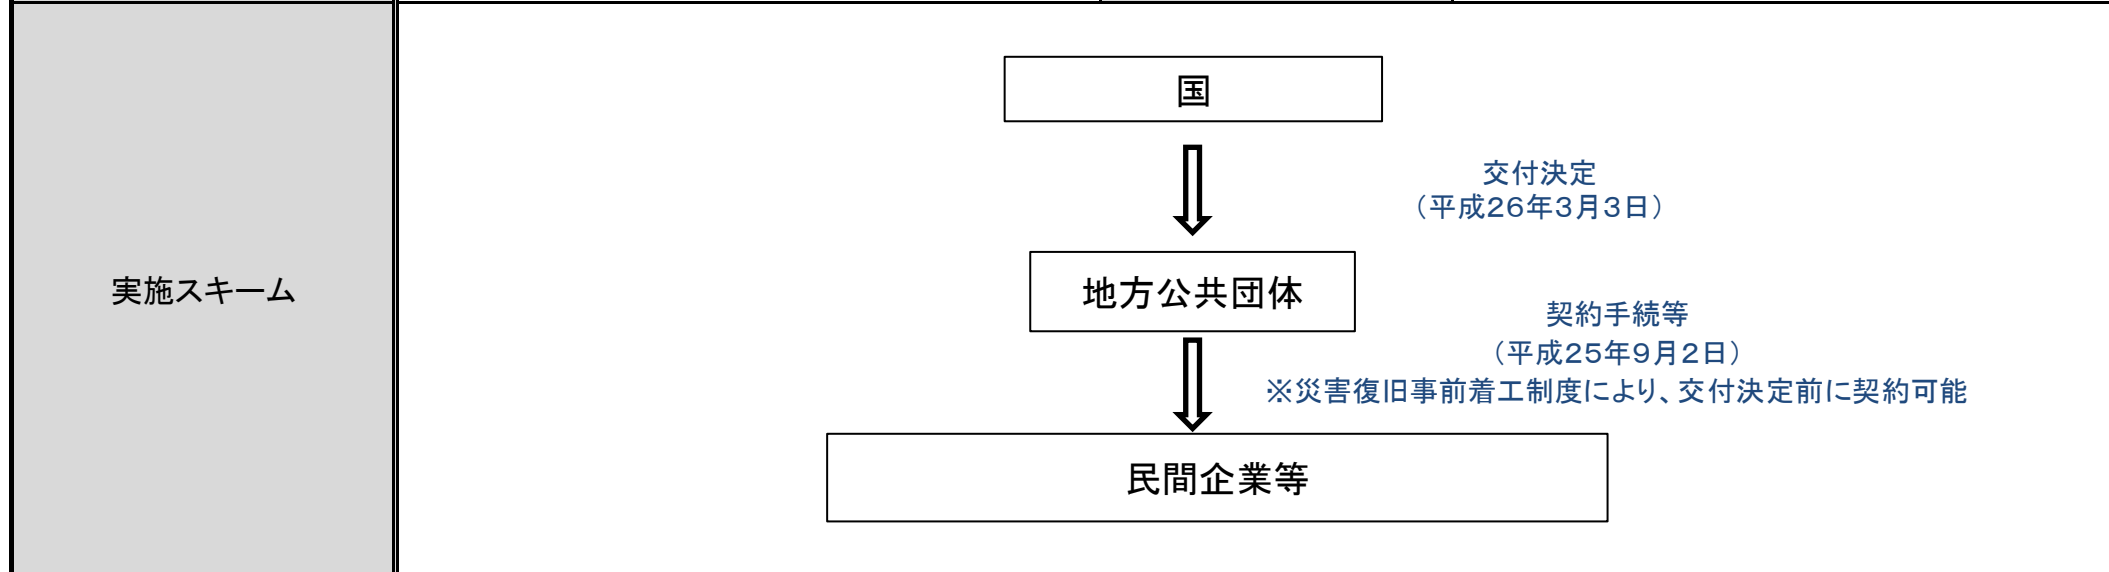 実施スキーム
国
交付決定
（平成２６年３月３日）
地方公共団体
契約手続等
（平成２５年９月２日）
※災害復旧事前着工制度により、交付決定前に契約可能
民間企業等